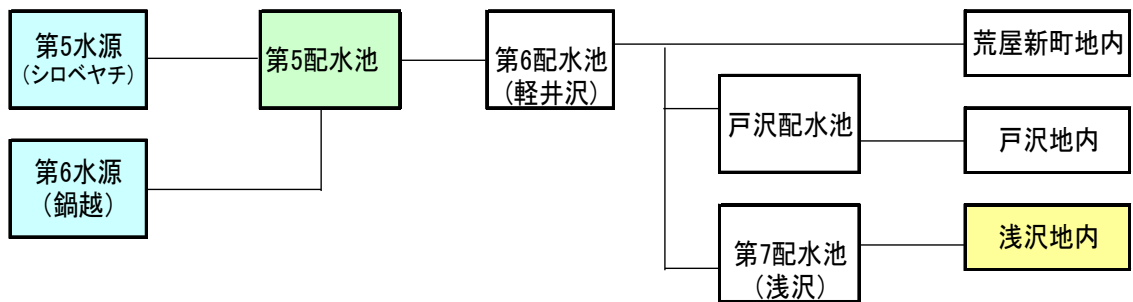 第5水源
(シロベヤチ)
第5配水池
第6配水池
(軽井沢)
荒屋新町地内
戸沢配水池
戸沢地内
第6水源
(鍋越)
第7配水池
(浅沢)
浅沢地内